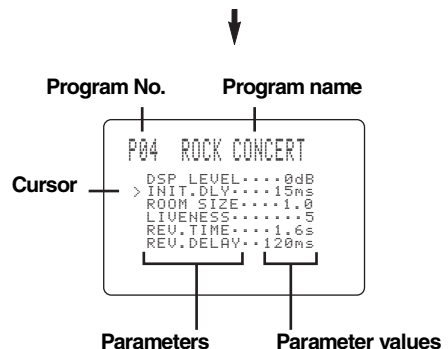 Program No. Program name
P04 ROCK CONCERT
Cursor
DSP LEVEL····0dB
> INIT.DLY····15ms
ROOM SIZE····1.0
LIVENESS·······5
REV.TIME····1.6s
REV.DELAY··120ms
Parameters Parameter values